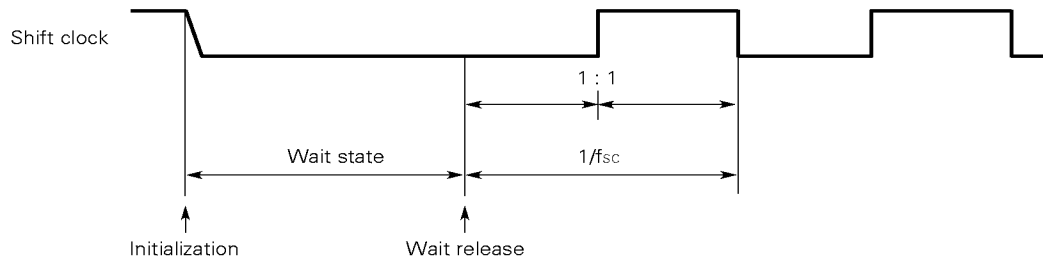 Shift clock
1 : 1
Wait state
1/fsc
Initialization
Wait release